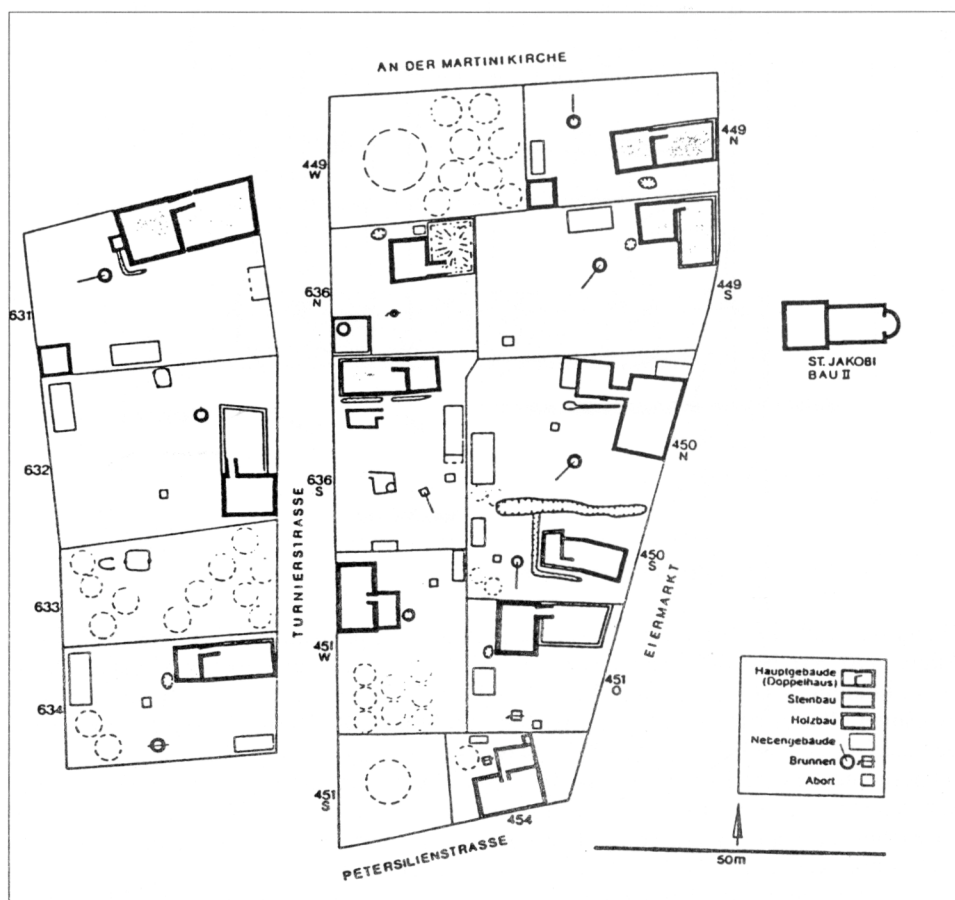 AN DER MARTINIKIRCHE
449
W
449
N
631
636
N
449
S
ST. JAKOBI
BAU II
632
636
S
450
N
TURNIERSTRASSE
450
S
633
EIERMARKT
451
W
451
O
634
Hauptgebäude
(Doppelhaus)
Steinbau
Holzbau
Nebengebäude
Brunnen
Abort
451
S
454
PETERSILIENSTRASSE
50m